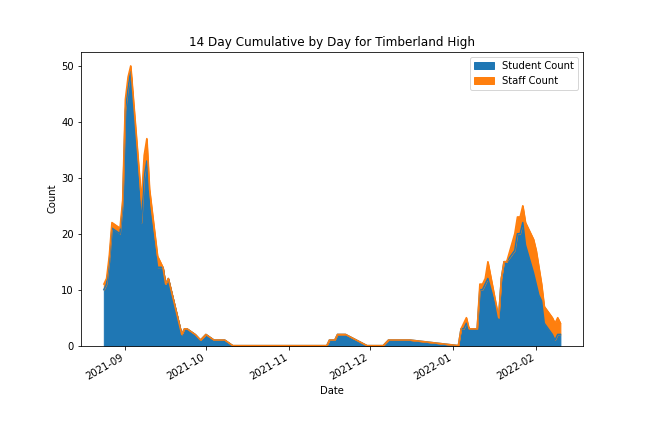 14 Day Cumulative by Day for Timberland High
Student Count
Staff Count
50
40
30
20
10
0
Count
2021-09
2021-10
2021-11
2021-12
2022-01
2022-02
Date